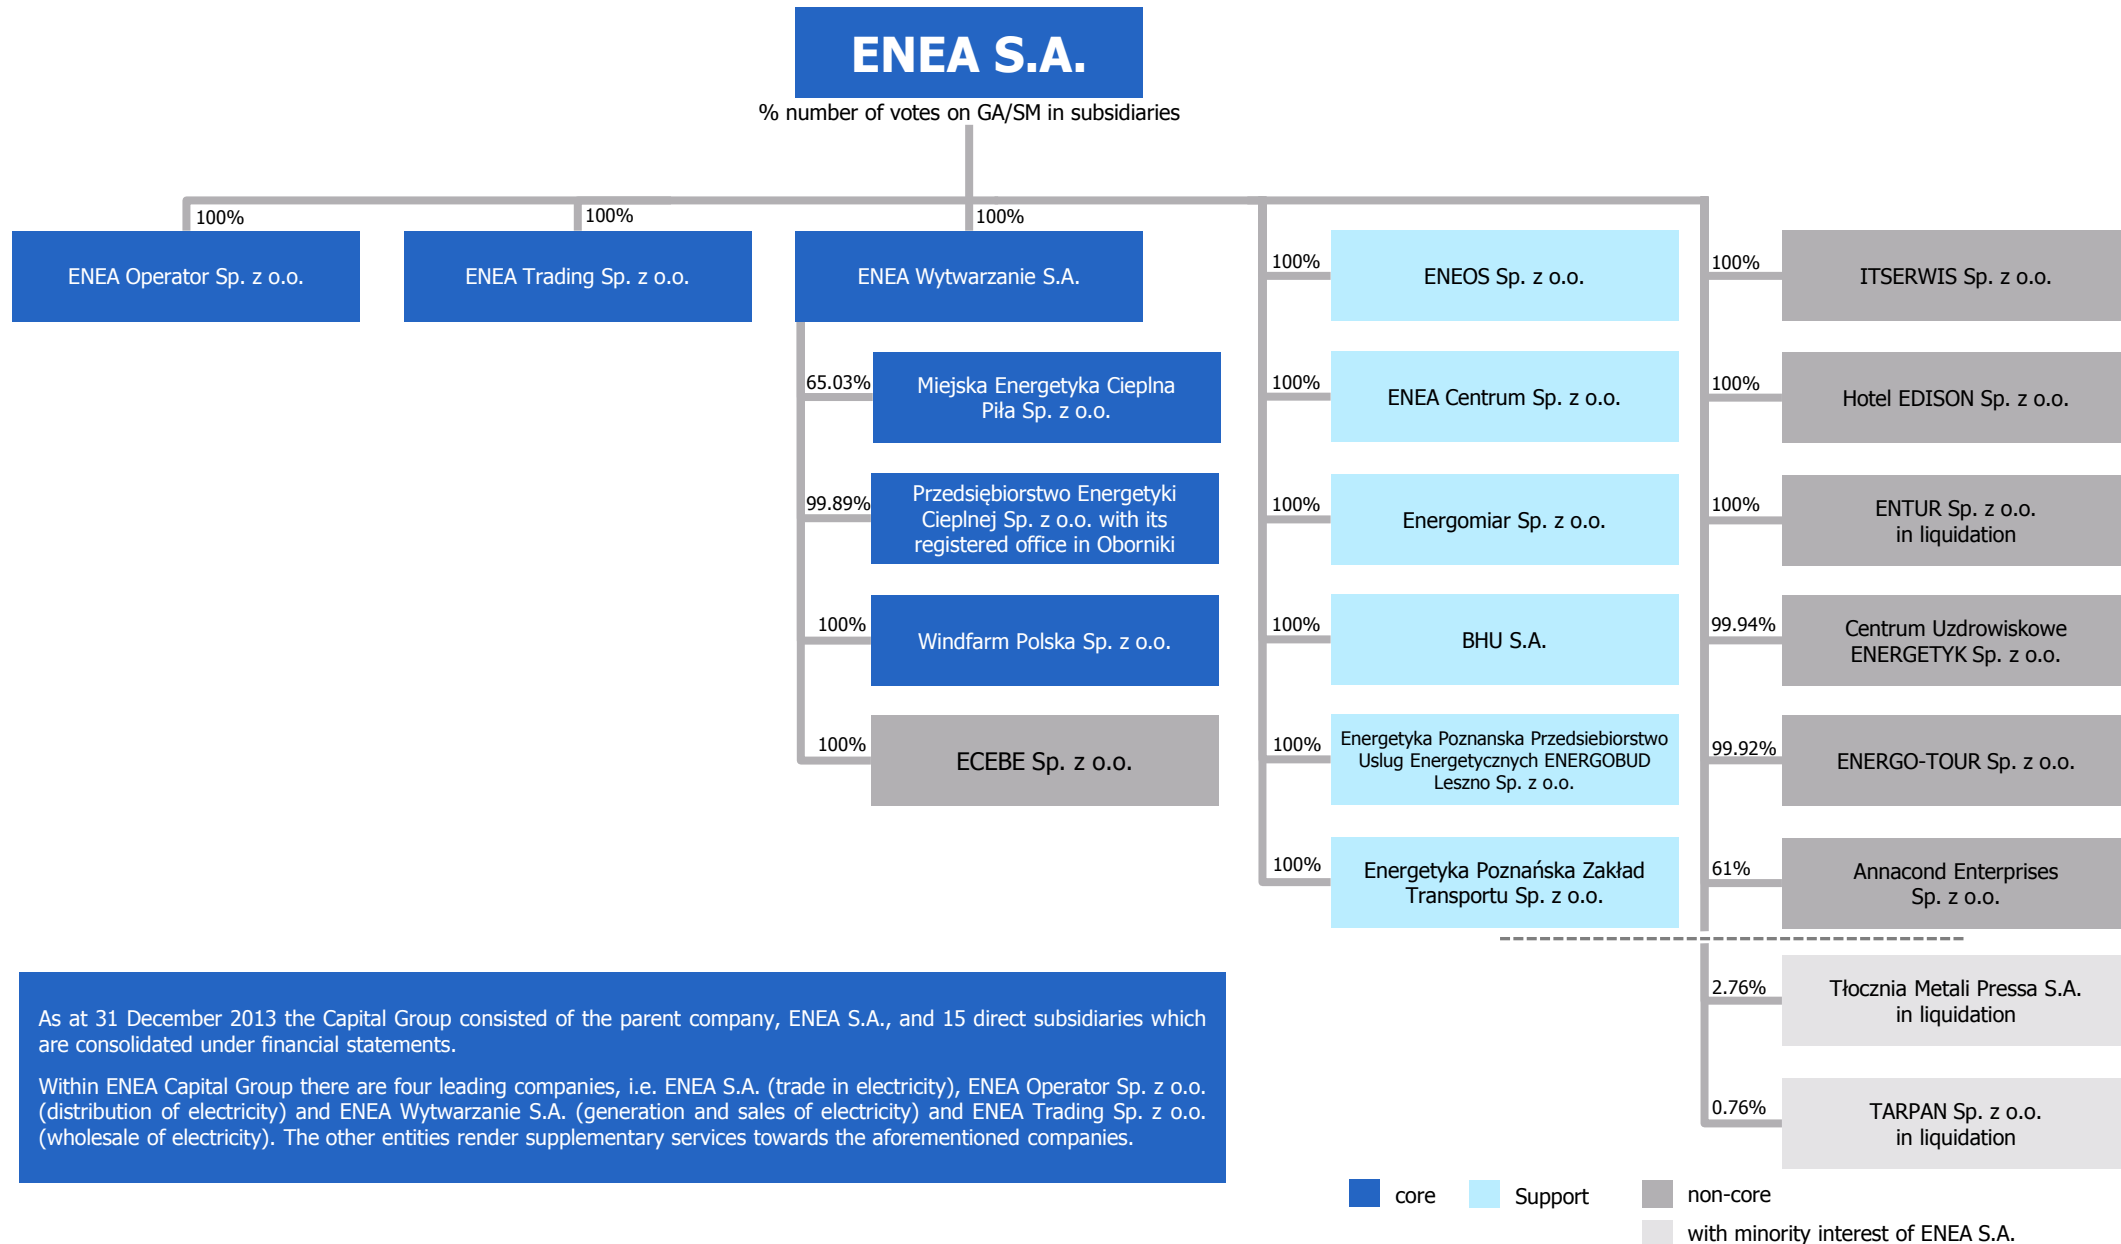 ENEA S.A.
% number of votes on GA/SM in subsidiaries
100%
100%
100%
ENEA Operator Sp. z o.o.
ENEA Trading Sp. z o.o.
ENEA Wytwarzanie S.A.
65.03%
Miejska Energetyka Cieplna
Piła Sp. z o.o.
99.89%
Przedsiębiorstwo Energetyki
Cieplnej Sp. z o.o. with its
registered office in Oborniki
100%
Windfarm Polska Sp. z o.o.
100%
ECEBE Sp. z o.o.
100%
ENEOS Sp. z o.o.
100%
ENEA Centrum Sp. z o.o.
100%
Energomiar Sp. z o.o.
100%
BHU S.A.
100%
Energetyka Poznanska Przedsiebiorstwo
Uslug Energetycznych ENERGOBUD
Leszno Sp. z o.o.
100%
Energetyka Poznańska Zakład
Transportu Sp. z o.o.
100%
ITSERWIS Sp. z o.o.
100%
Hotel EDISON Sp. z o.o.
100%
ENTUR Sp. z o.o.
in liquidation
99.94%
Centrum Uzdrowiskowe
ENERGETYK Sp. z o.o.
99.92%
ENERGO-TOUR Sp. z o.o.
61%
Annacond Enterprises
Sp. z o.o.
2.76%
Tłocznia Metali Pressa S.A.
in liquidation
0.76%
TARPAN Sp. z o.o.
in liquidation
As at 31 December 2013 the Capital Group consisted of the parent company, ENEA S.A., and 15 direct subsidiaries which
are consolidated under financial statements.
Within ENEA Capital Group there are four leading companies, i.e. ENEA S.A. (trade in electricity), ENEA Operator Sp. z o.o.
(distribution of electricity) and ENEA Wytwarzanie S.A. (generation and sales of electricity) and ENEA Trading Sp. z o.o.
(wholesale of electricity). The other entities render supplementary services towards the aforementioned companies.
core
Support
non-core
with minority interest of ENEA S.A.